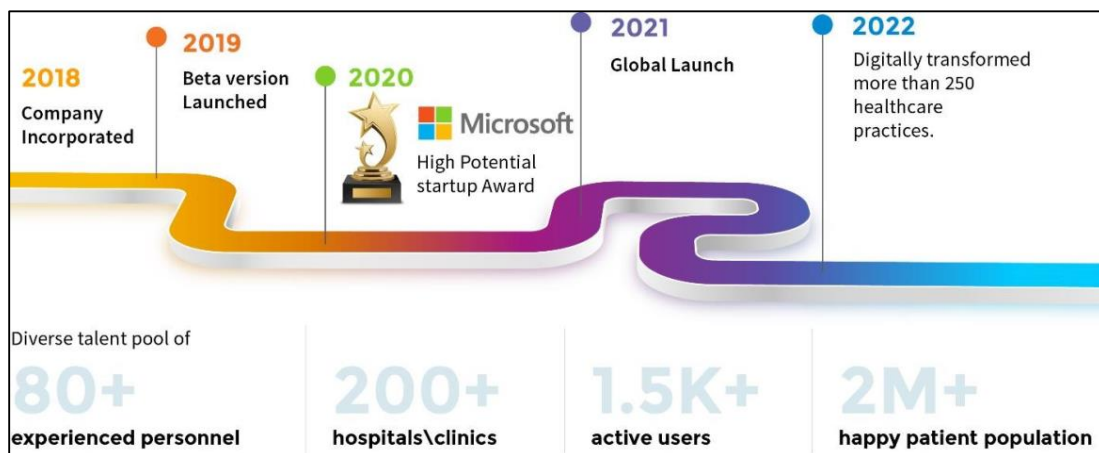 2018
Company
Incorporated
2019
Beta version
Launched
2020
Microsoft
High Potential
startup Award
2021
Global Launch
2022
Digitally transformed
more than 250
healthcare
practices.
Diverse talent pool of
80+
experienced personnel
200+
hospitals\clinics
1.5K+
active users
2M+
happy patient population